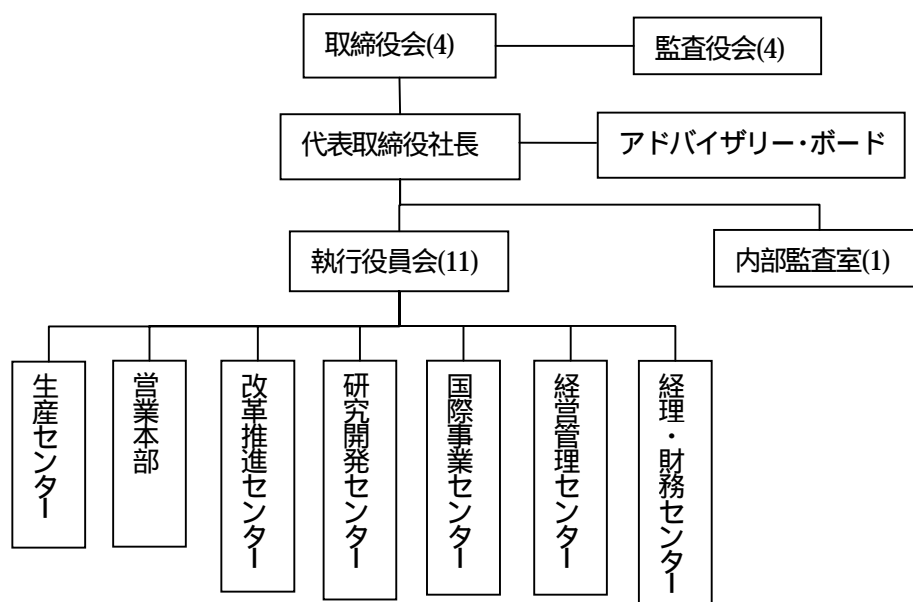 取締役会(4)
監査役会(4)
代表取締役社長
アドバイザリー・ボード
執行役員会(11)
内部監査室(1)
生産センター
営業本部
改革推進センター
研究開発センター
国際事業センター
経営管理センター
経理・財務センター